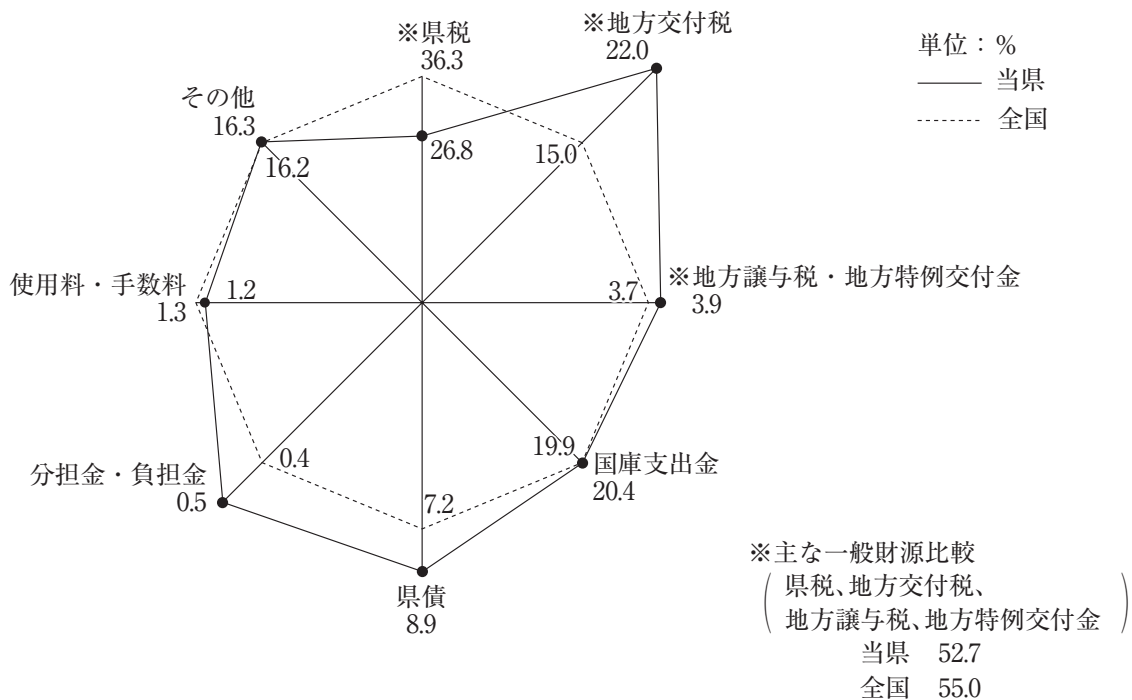 ※県税
36.3
26.8
※地方交付税
22.0
15.0
単位：%
当県
全国
その他
16.3
16.2
使用料・手数料
1.3
1.2
3.7
※地方譲与税・地方特例交付金
3.9
分担金・負担金
0.5
0.4
7.2
県債
8.9
19.9
国庫支出金
20.4
※主な一般財源比較
(県税、地方交付税、
地方譲与税、地方特例交付金)
当県 52.7
全国 55.0